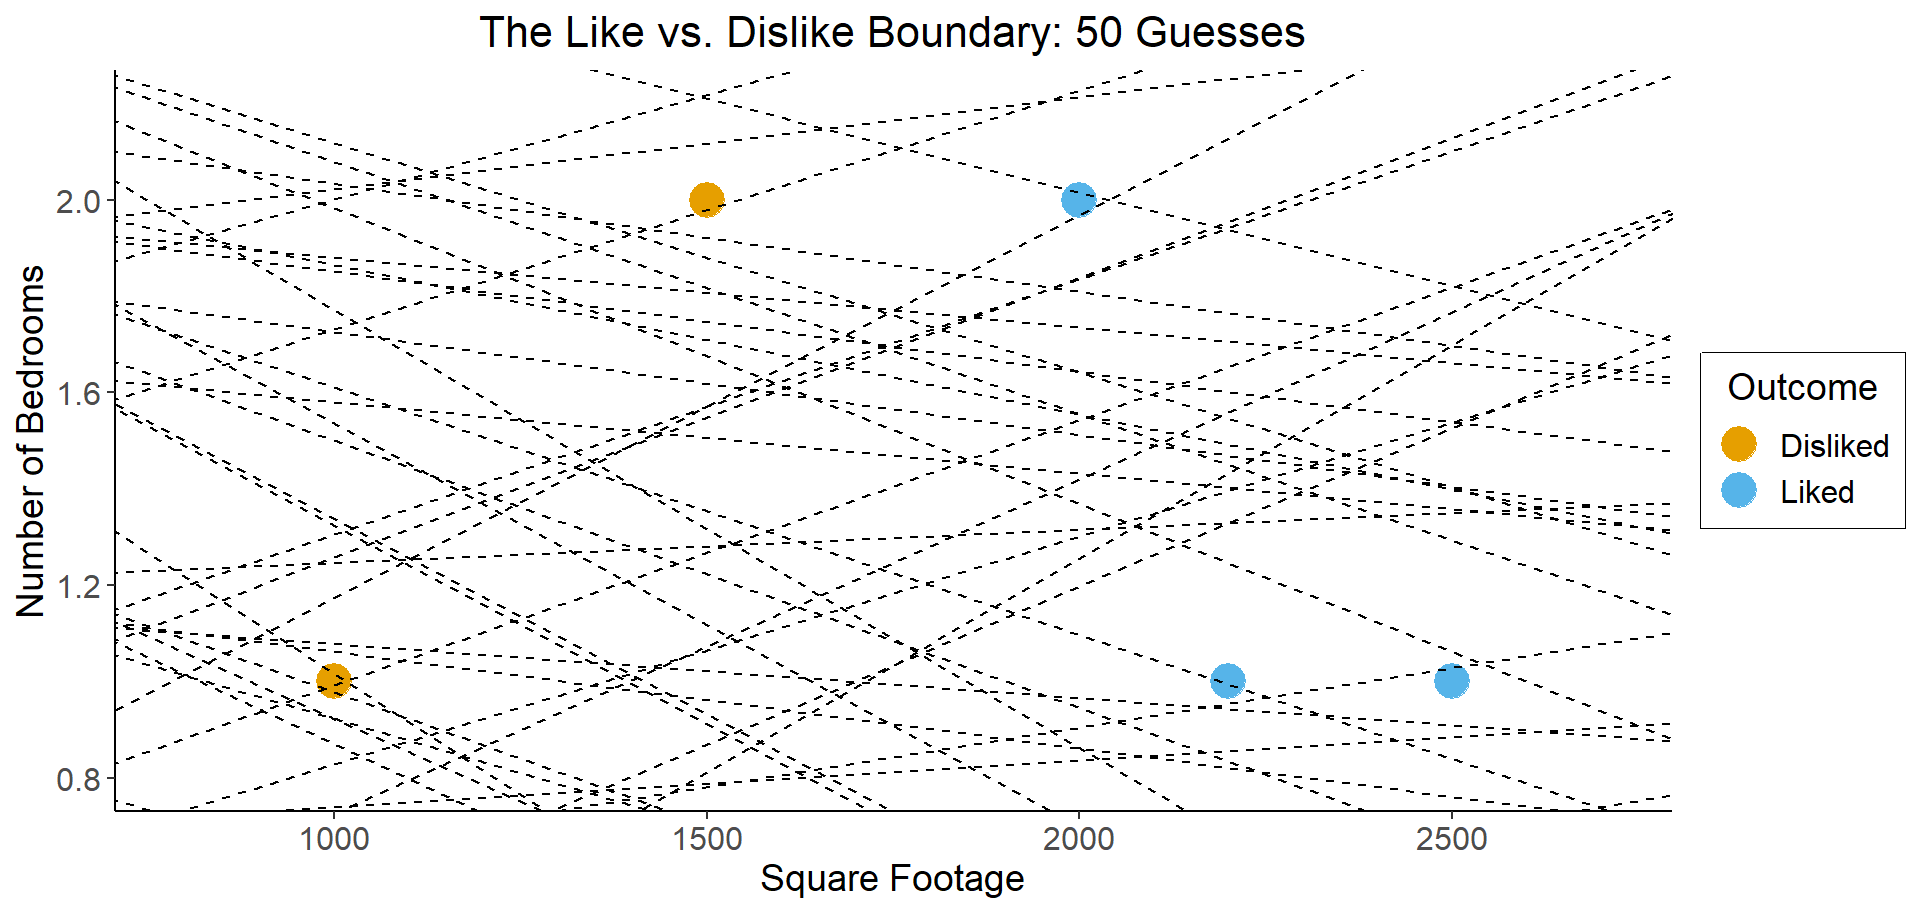 The Like vs. Dislike Boundary: 50 Guesses
Number of Bedrooms
2.0
1.6
1.2
0.8
1000 1500 2000 2500
Square Footage
Outcome
Disliked
Liked